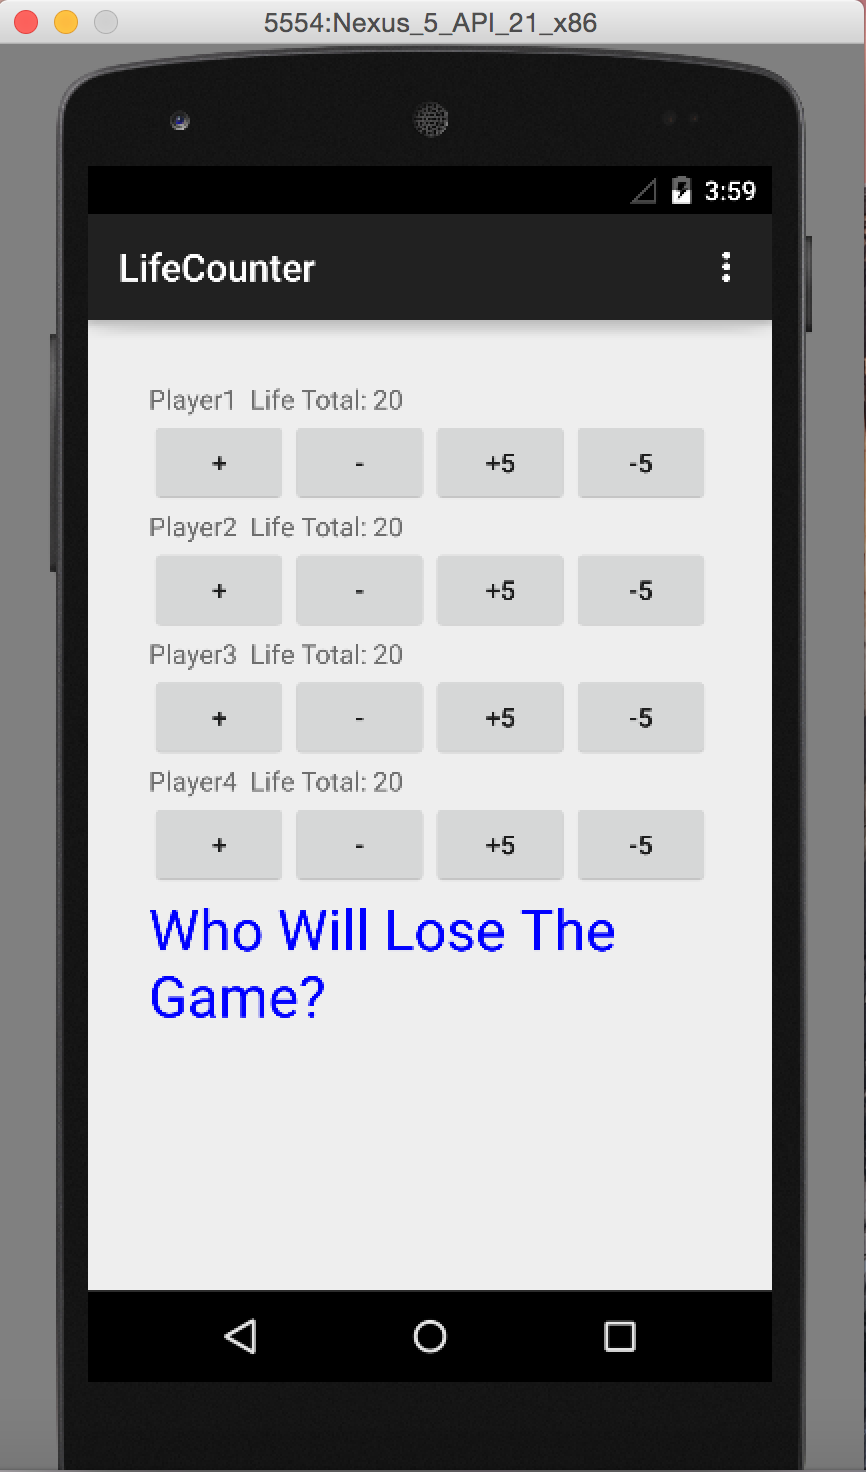 5554:Nexus_5_API_21_x86
3:59
LifeCounter
Player1 Life Total: 20
+ - +5 -5
Player2 Life Total: 20
+ - +5 -5
Player3 Life Total: 20
+ - +5 -5
Player4 Life Total: 20
+ - +5 -5
Who Will Lose The
Game?